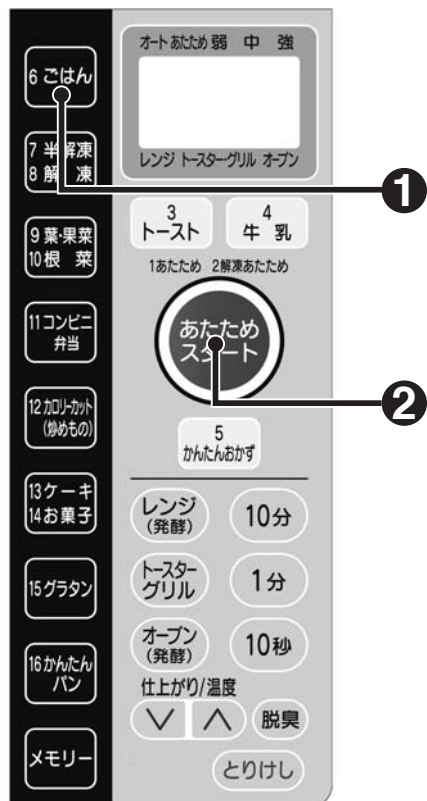 オート あたため 弱 中 強
レンジ トースター・グリル オーブン
6 ごはん
7 半解凍
8 解 凍
9 葉・果菜
10 根 菜
11 コンビニ
弁当
12 カロリーカット
(炒めもの)
13 ケーキ
14 お菓子
15 グラタン
16 かんたん
パン
メモリー
3
トースト
4
牛 乳
1あたため 2解凍あたため
あたため
スタート
5
かんたんおかず
レンジ
(発酵)
10分
トースター
グリル
1分
オーブン
(発酵)
10秒
仕上がり/温度
脱臭
とりけし
1
2